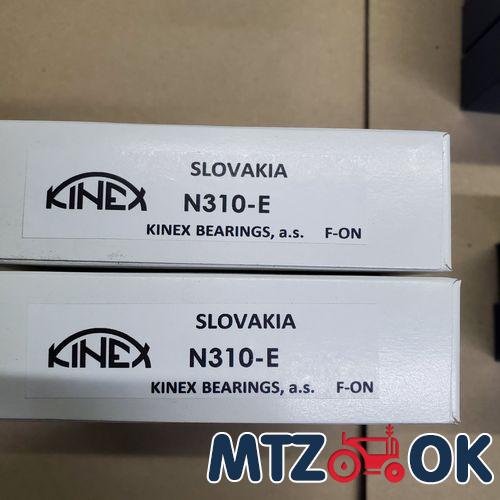 SLOVAKIA
KINEX N310-E
KINEX BEARINGS, a.s. F-ON
SLOVAKIA
KINEX N310-E
KINEX BEARINGS, a.s. F-ON
MTZ OK